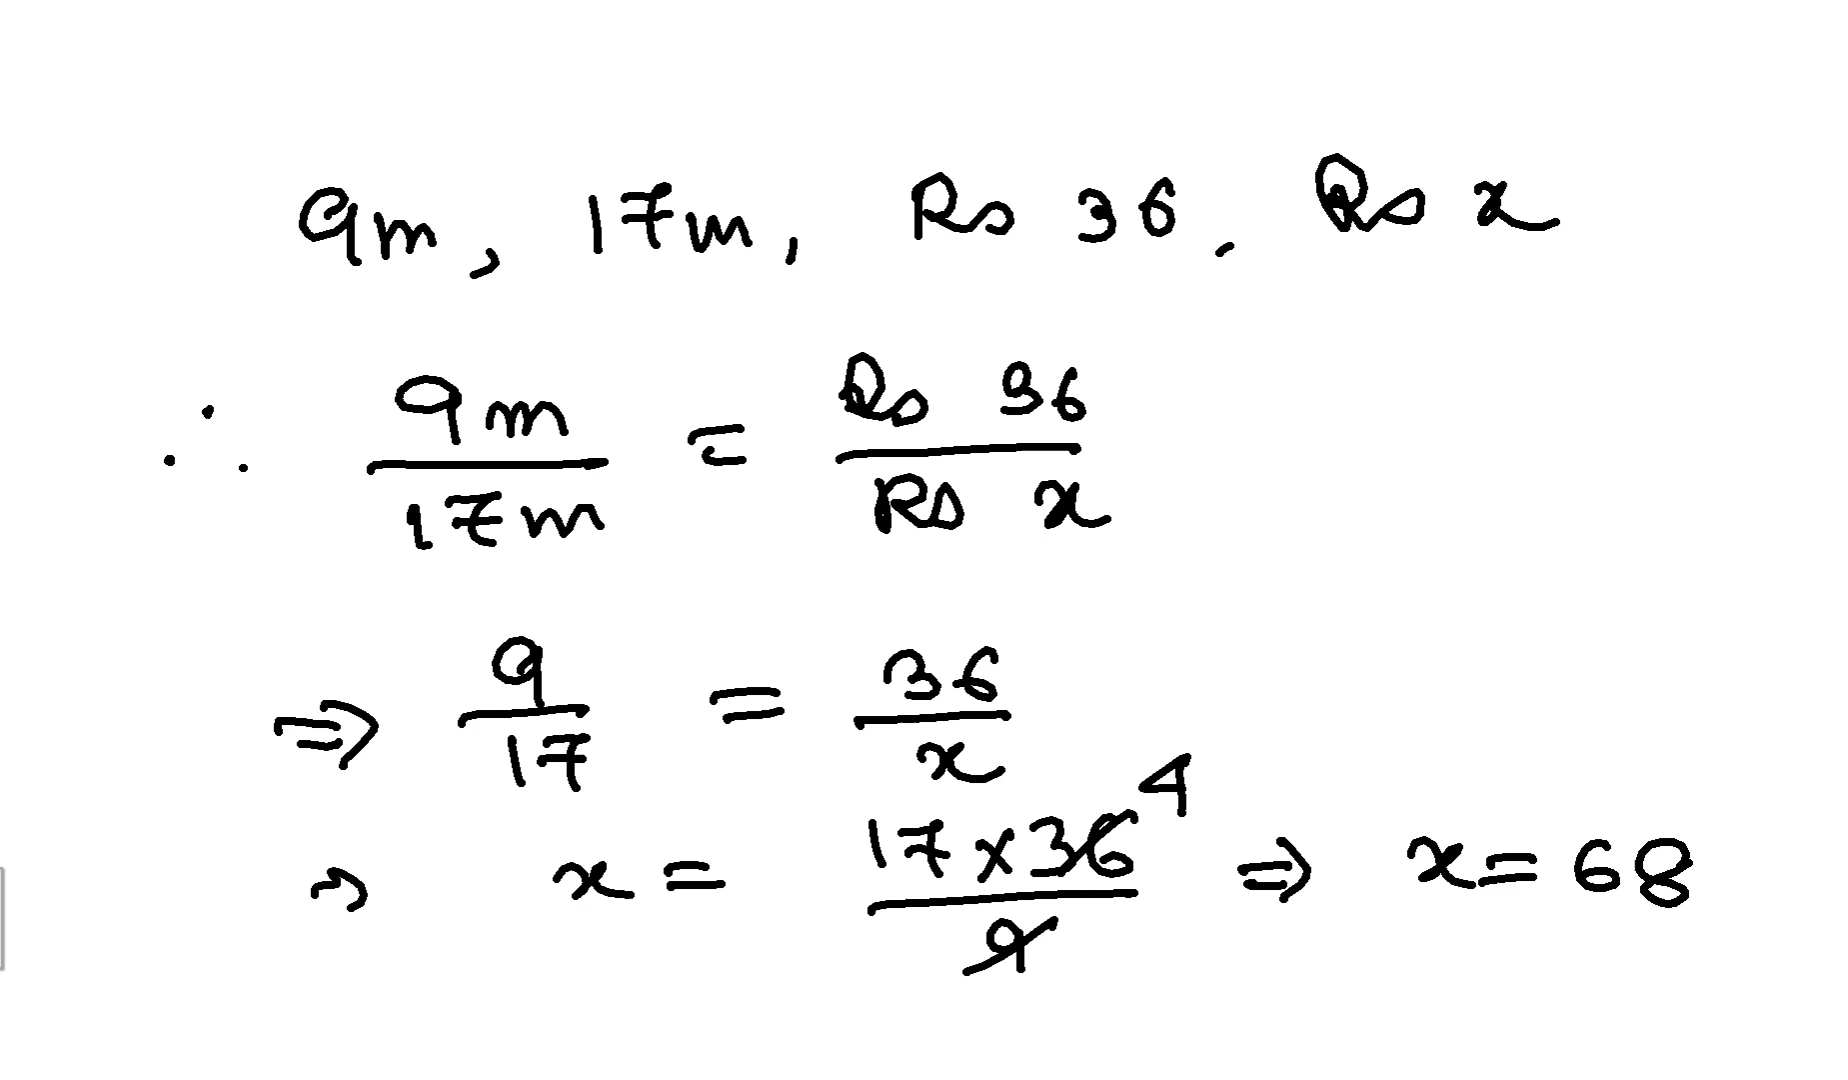 9m, 17m, Rs 36, Rs x
∴ 9m/17m = Rs 36/Rs x
⇒ 9/17 = 36/x
⇒ x = 17×36/9 4 ⇒ x = 68